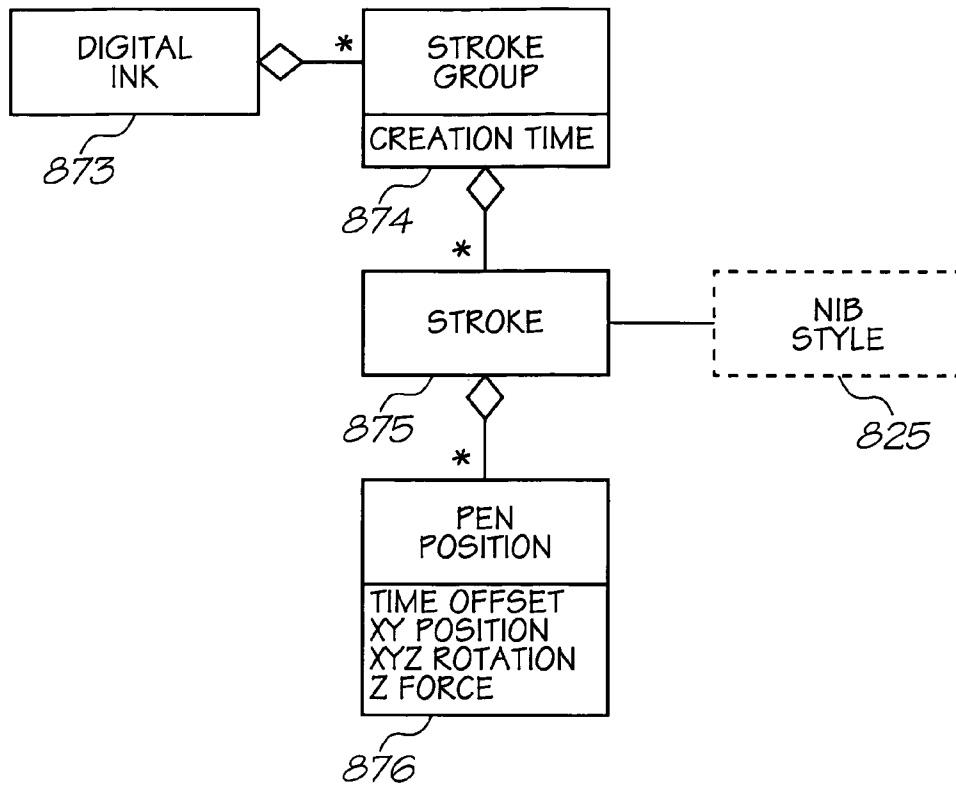 DIGITAL
INK
*
STROKE
GROUP
CREATION TIME
873
874
*
STROKE
NIB
STYLE
875
825
*
PEN
POSITION
TIME OFFSET
XY POSITION
XYZ ROTATION
Z FORCE
876